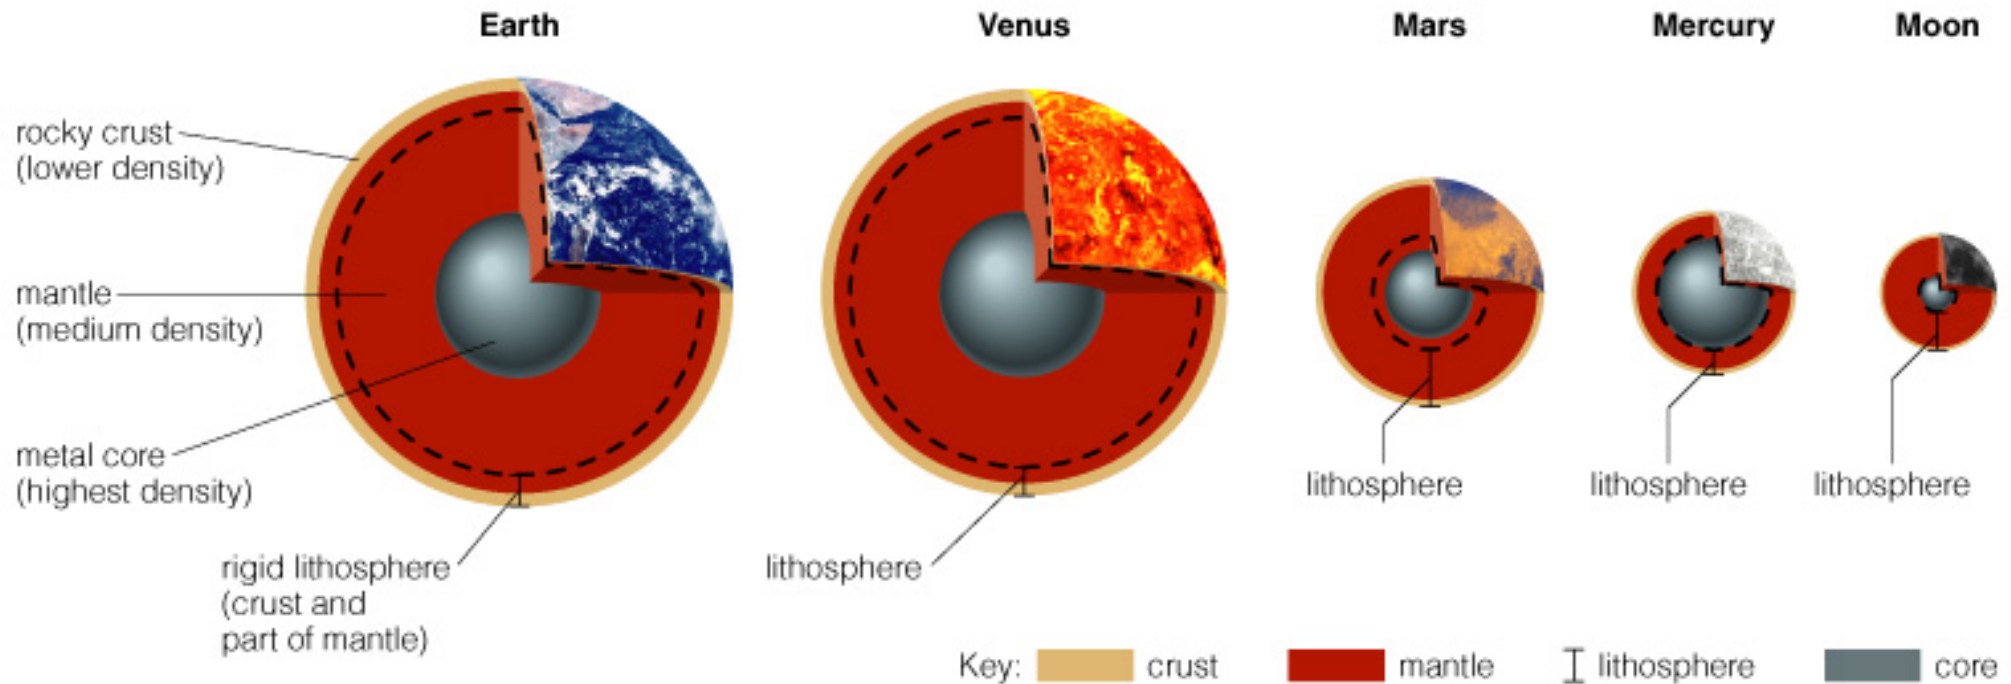 Earth
Venus
Mars
Mercury
Moon
rocky crust
(lower density)
mantle
(medium density)
metal core
(highest density)
rigid lithosphere
(crust and
part of mantle)
lithosphere
lithosphere
lithosphere
lithosphere
Key: crust mantle lithosphere core